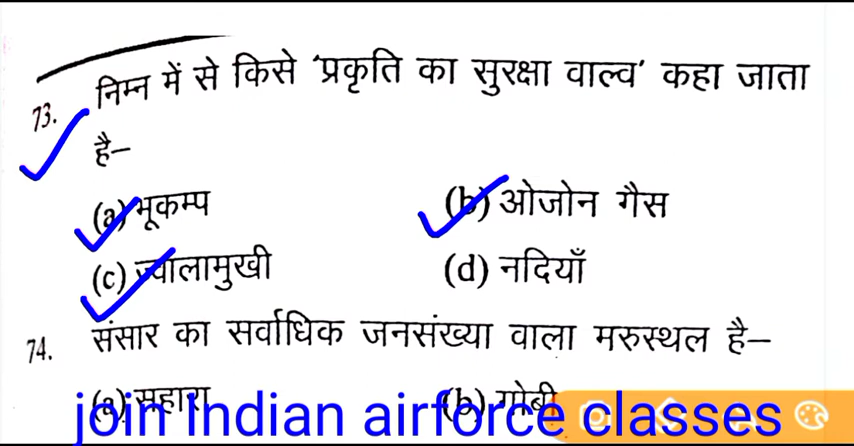 73. निम्न में से किसे 'प्रकृति का सुरक्षा वाल्व' कहा जाता
है–
(a) भूकम्प (b) ओजोन गैस
(c) ज्वालामुखी (d) नदियाँ
74. संसार का सर्वाधिक जनसंख्या वाला मरुस्थल है–
(a) सहारा (b) गोबी
join Indian airforce classes